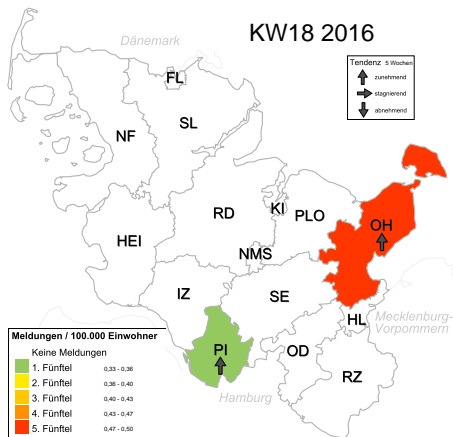 KW18 2016
Dänemark
Tendenz 5 Wochen
zunehmend
stagnierend
abnehmend
FL
SL
NF
RD
KI
PLO
OH
HEI
NMS
IZ
SE
HL
Mecklenburg-
Vorpommern
PI
OD
RZ
Hamburg
Meldungen / 100.000 Einwohner
Keine Meldungen
1. Fünftel 0,33 - 0,36
2. Fünftel 0,36 - 0,40
3. Fünftel 0,40 - 0,43
4. Fünftel 0,43 - 0,47
5. Fünftel 0,47 - 0,50